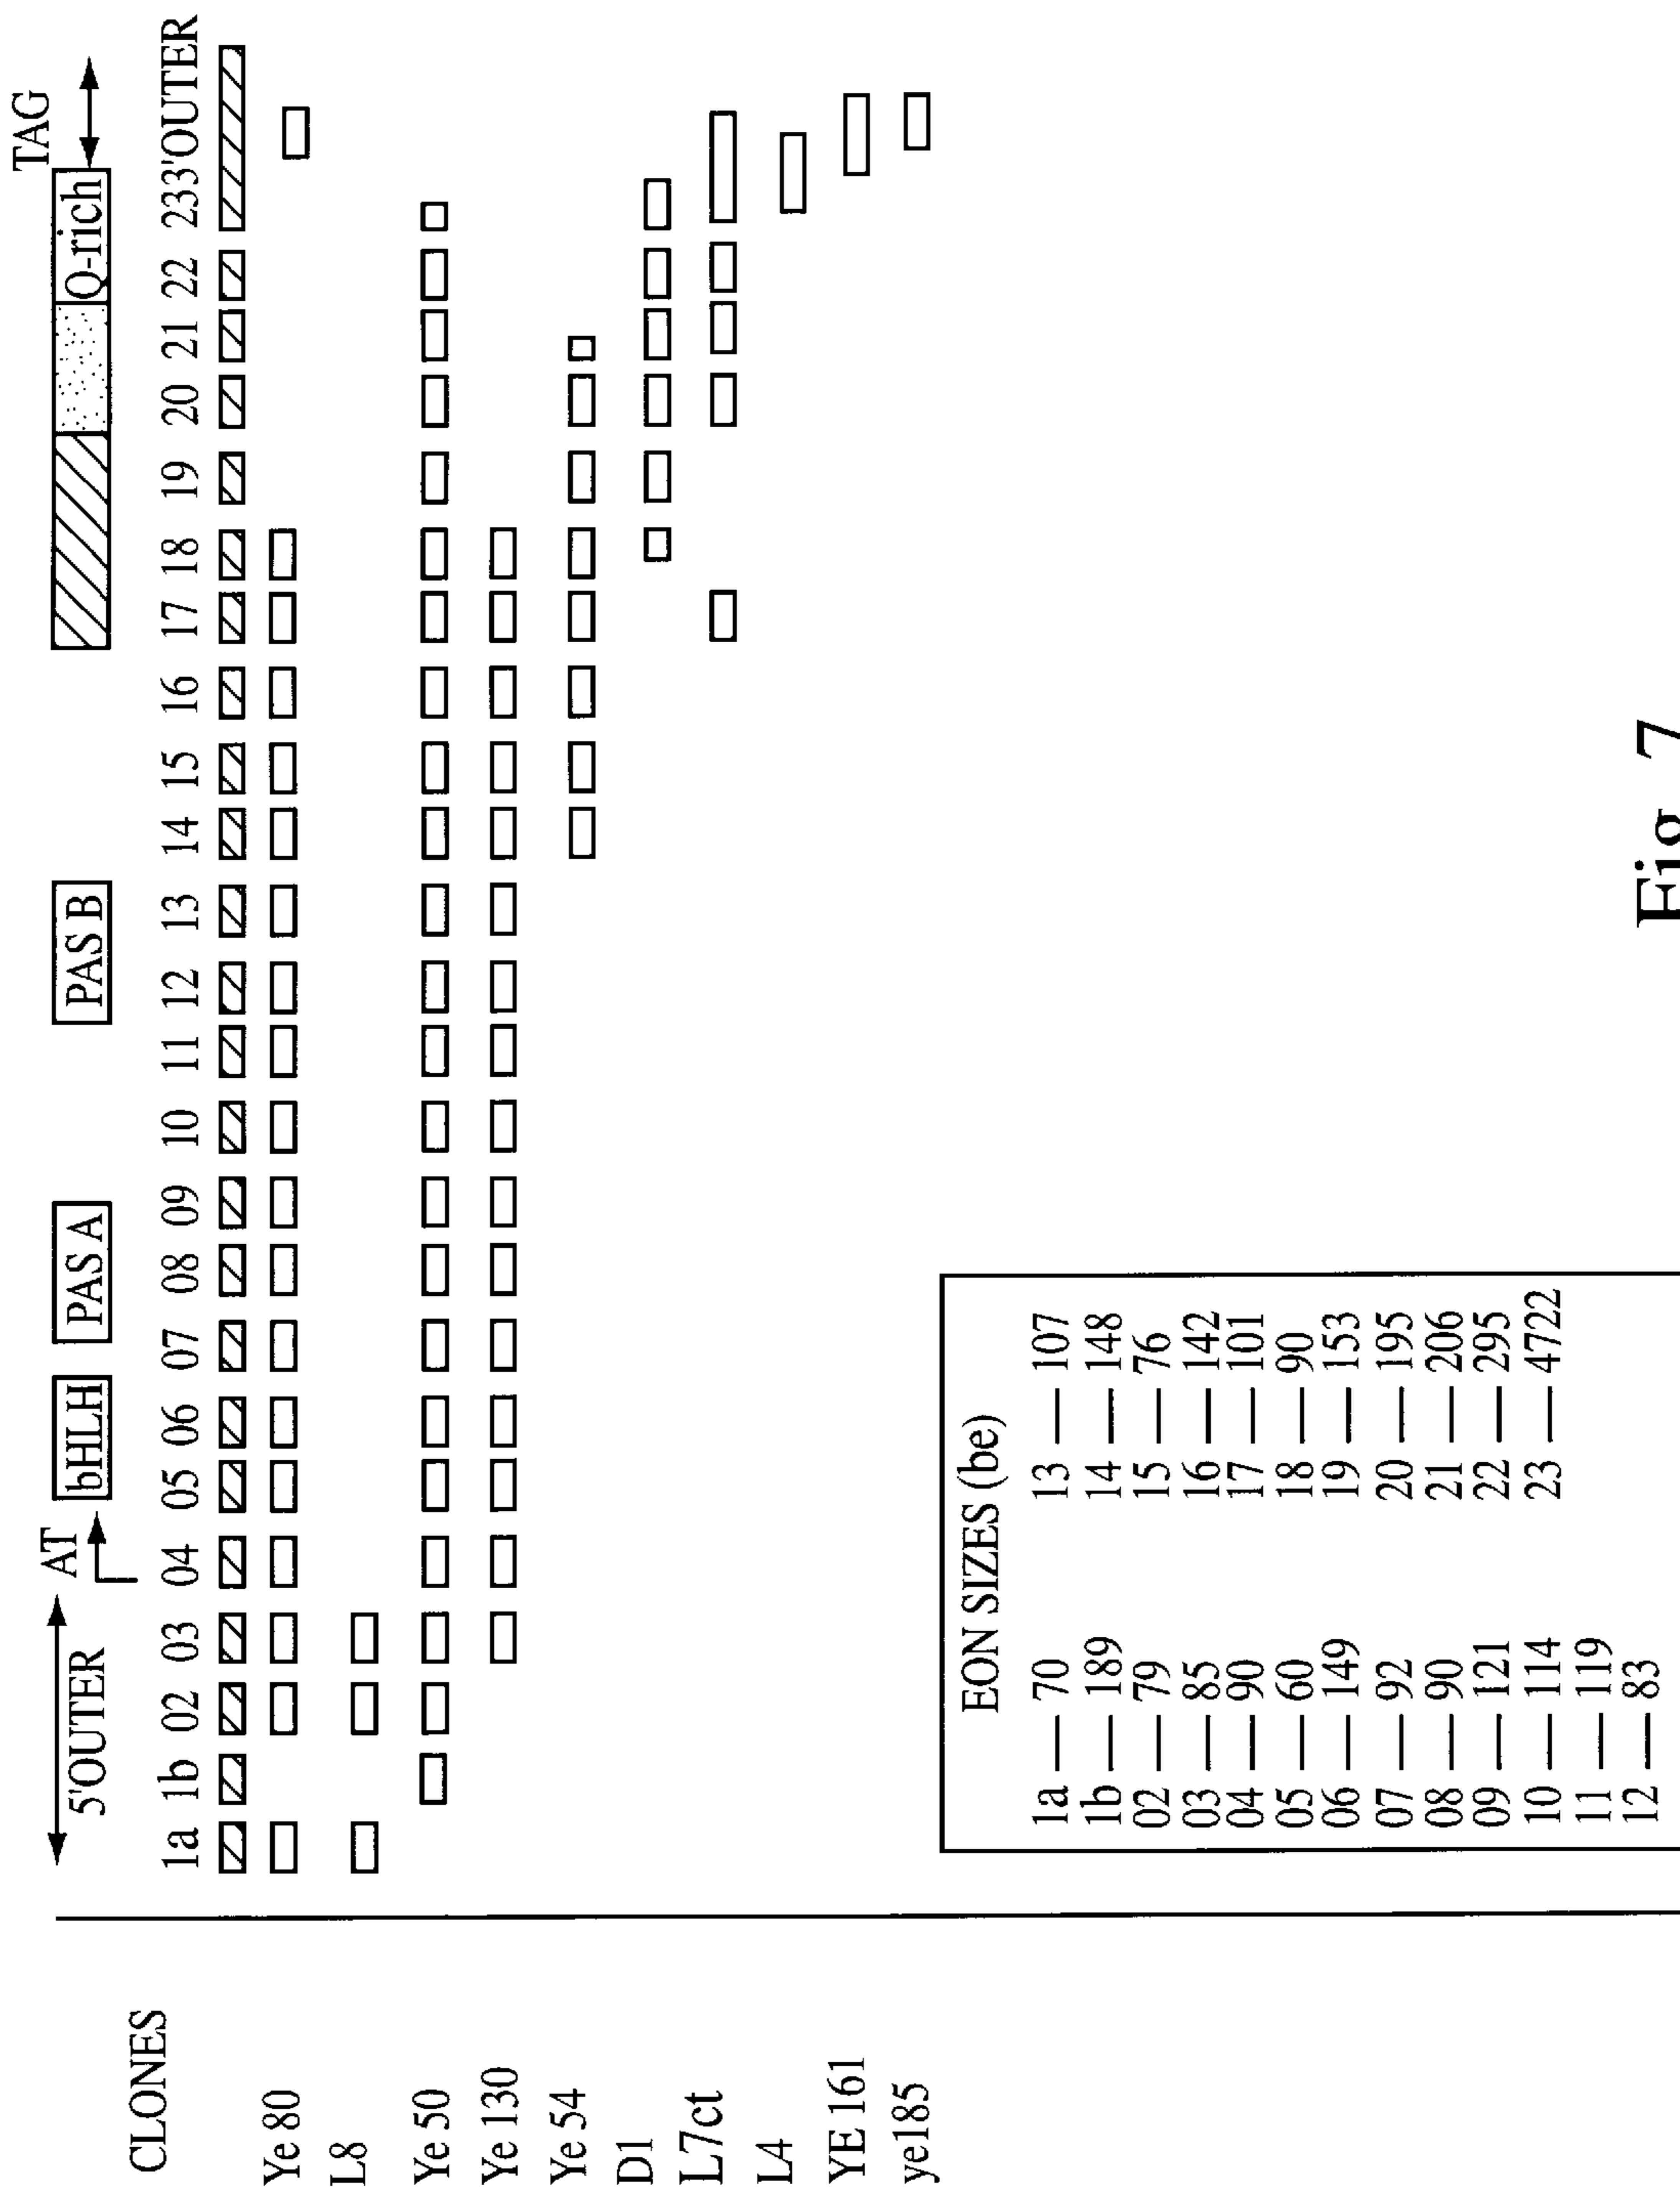 TAG
AT
5'OUTER bHLH PAS A PAS B Q-rich
CLONES 1a 1b 02 03 04 05 06 07 08 09 10 11 12 13 14 15 16 17 18 19 20 21 22 233'OUTER
Ye 80
L8
Ye 50
Ye 130
Ye 54
D1
L7ct
L4
YE 161
ye185
EON SIZES (be)
1a — 70 13 — 107
1b — 189 14 — 148
02 — 79 15 — 76
03 — 85 16 — 142
04 — 90 17 — 101
05 — 60 18 — 90
06 — 149 19 — 153
07 — 92 20 — 195
08 — 90 21 — 206
09 — 121 22 — 295
10 — 114 23 — 4722
11 — 119
12 — 83
Fig. 7